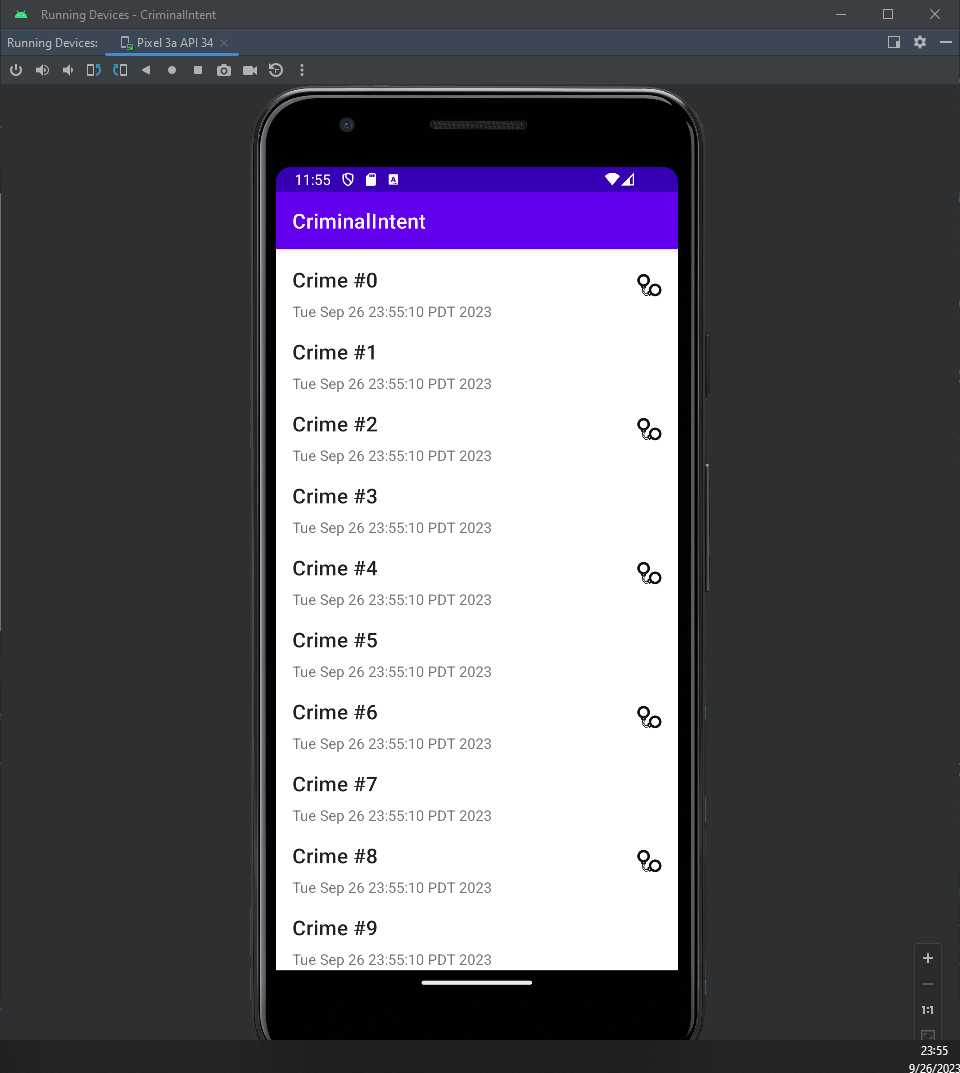 Running Devices - CriminalIntent
Running Devices: Pixel 3a API 34
11:55 A
CriminalIntent
Crime #0
Tue Sep 26 23:55:10 PDT 2023
Crime #1
Tue Sep 26 23:55:10 PDT 2023
Crime #2
Tue Sep 26 23:55:10 PDT 2023
Crime #3
Tue Sep 26 23:55:10 PDT 2023
Crime #4
Tue Sep 26 23:55:10 PDT 2023
Crime #5
Tue Sep 26 23:55:10 PDT 2023
Crime #6
Tue Sep 26 23:55:10 PDT 2023
Crime #7
Tue Sep 26 23:55:10 PDT 2023
Crime #8
Tue Sep 26 23:55:10 PDT 2023
Crime #9
Tue Sep 26 23:55:10 PDT 2023
1:1
23:55
9/26/2023